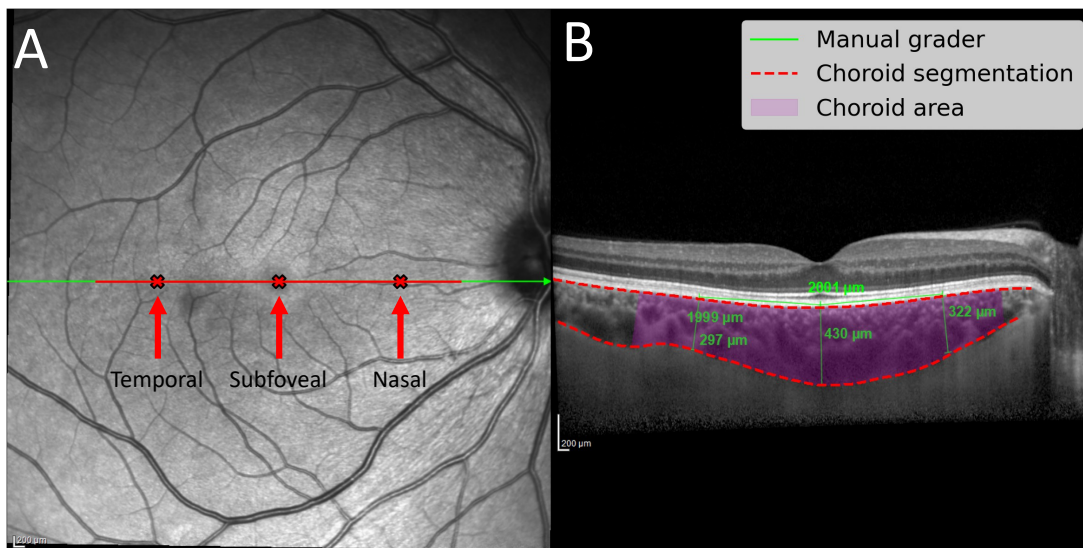 A
Temporal
Subfoveal
Nasal
200 µm
B
Manual grader
Choroid segmentation
Choroid area
2001 µm
1999 µm
297 µm
430 µm
322 µm
200 µm